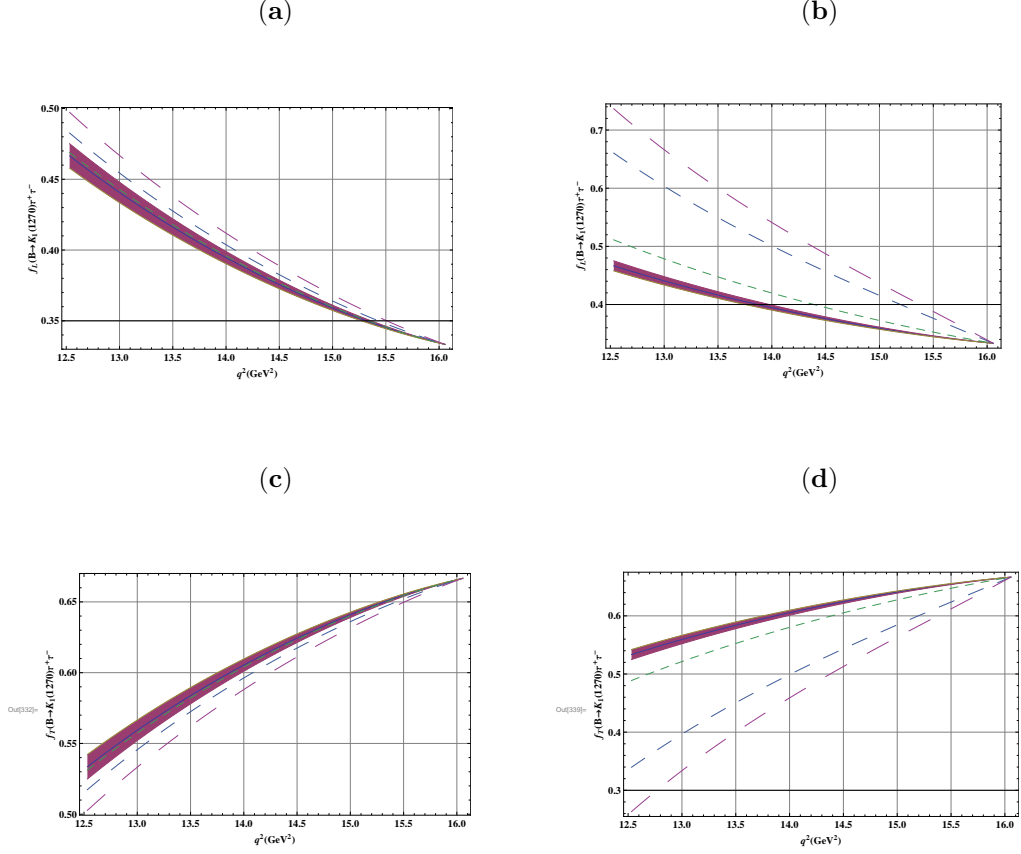 (a)
(b)
0.50
0.45
0.40
0.35
f_L(B→K_1(1270)τ^+τ^-
12.5 13.0 13.5 14.0 14.5 15.0 15.5 16.0
q^2(GeV^2)
0.7
0.6
0.5
0.4
f_L(B→K_1(1270)τ^+τ^-
12.5 13.0 13.5 14.0 14.5 15.0 15.5 16.0
q^2(GeV^2)
(c)
(d)
Out[332]=
0.65
0.60
0.55
0.50
f_T(B→K_1(1270)τ^+τ^-
12.5 13.0 13.5 14.0 14.5 15.0 15.5 16.0
q^2(GeV^2)
Out[339]=
0.6
0.5
0.4
0.3
f_T(B→K_1(1270)τ^+τ^-
12.5 13.0 13.5 14.0 14.5 15.0 15.5 16.0
q^2(GeV^2)